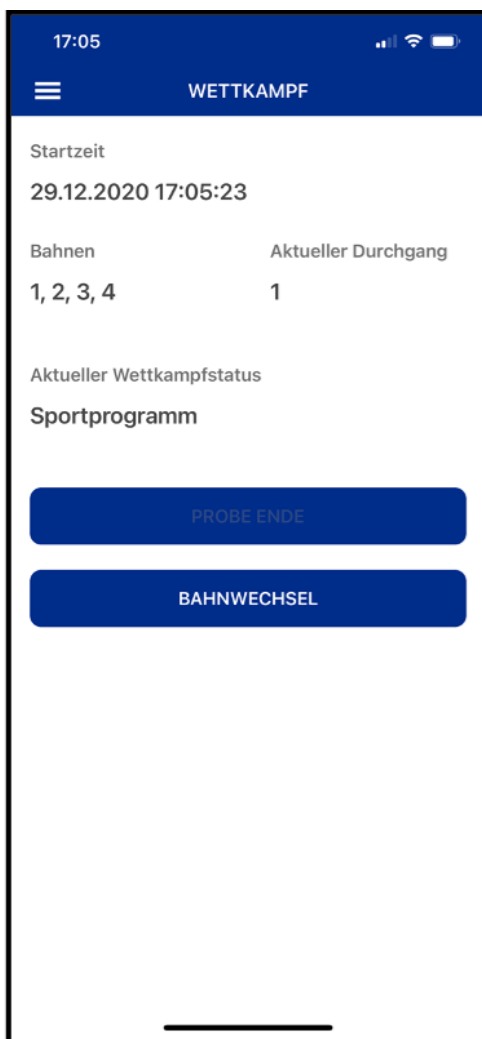 17:05
WETTKAMPF
Startzeit
29.12.2020 17:05:23
Bahnen
Aktueller Durchgang
1, 2, 3, 4
1
Aktueller Wettkampfstatus
Sportprogramm
PROBE ENDE
BAHNWECHSEL